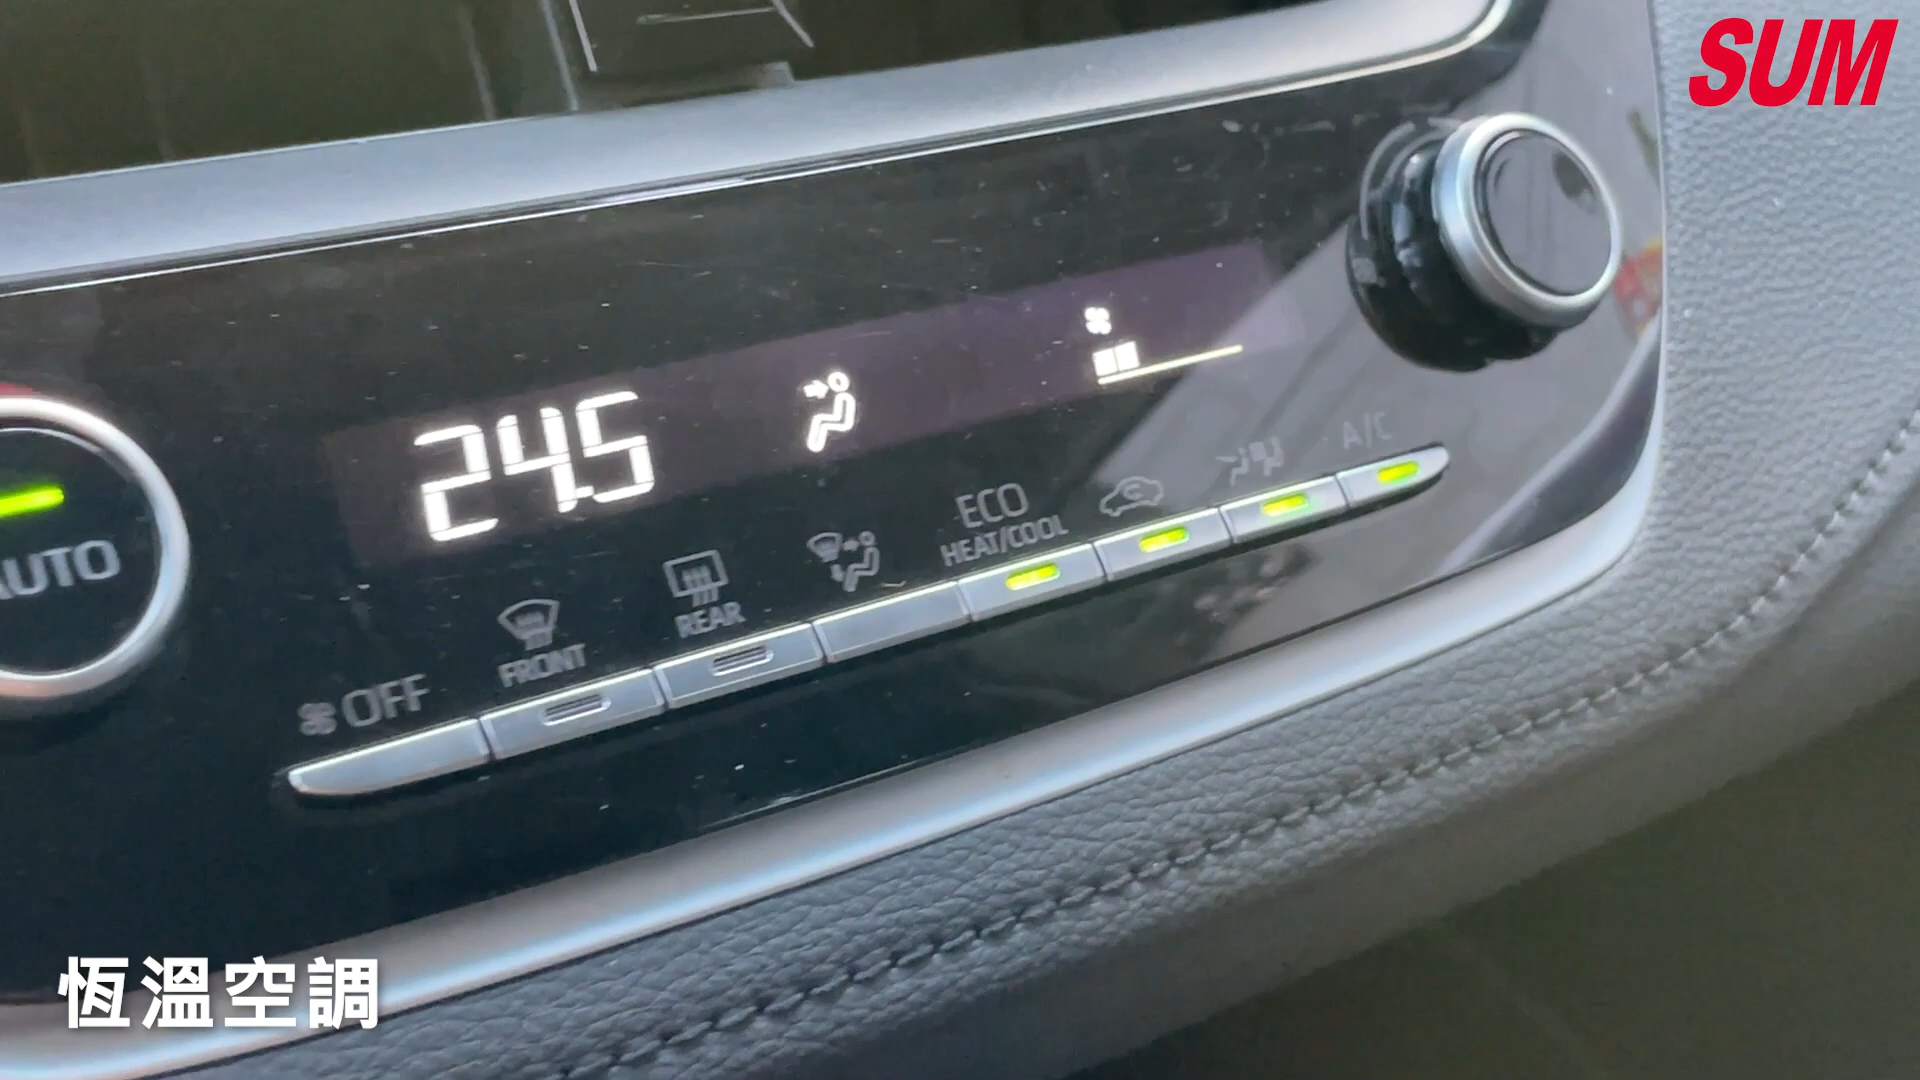 SUM
24.5
A/C
ECO
HEAT/COOL
AUTO
REAR
FRONT
OFF
恆溫空調